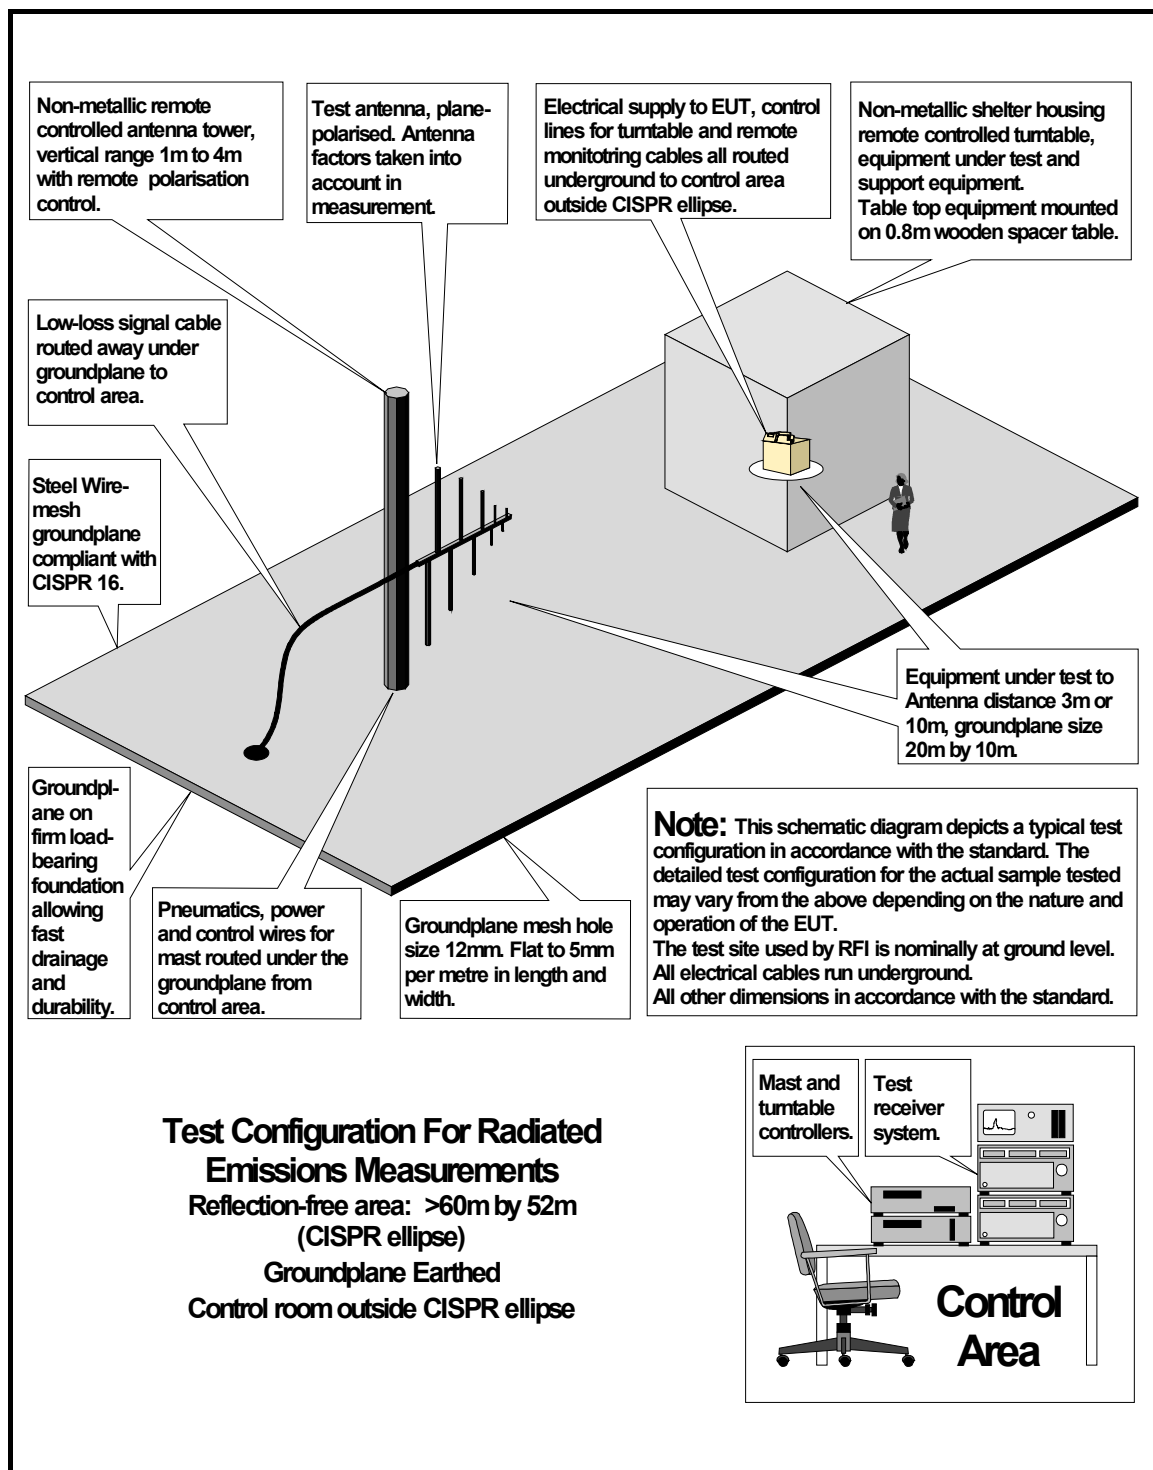 Non-metallic remote
controlled antenna tower,
vertical range 1m to 4m
with remote polarisation
control.
Test antenna, plane-
polarised. Antenna
factors taken into
account in
measurement.
Electrical supply to EUT, control
lines for turntable and remote
monitotring cables all routed
underground to control area
outside CISPR ellipse.
Non-metallic shelter housing
remote controlled turntable,
equipment under test and
support equipment.
Table top equipment mounted
on 0.8m wooden spacer table.
Low-loss signal cable
routed away under
groundplane to
control area.
Steel Wire-
mesh
groundplane
compliant with
CISPR 16.
Equipment under test to
Antenna distance 3m or
10m, groundplane size
20m by 10m.
Groundpl-
ane on
firm load-
bearing
foundation
allowing
fast
drainage
and
durability.
Pneumatics, power
and control wires for
mast routed under the
groundplane from
control area.
Groundplane mesh hole
size 12mm. Flat to 5mm
per metre in length and
width.
Note: This schematic diagram depicts a typical test
configuration in accordance with the standard. The
detailed test configuration for the actual sample tested
may vary from the above depending on the nature and
operation of the EUT.
The test site used by RFI is nominally at ground level.
All electrical cables run underground.
All other dimensions in accordance with the standard.
Test Configuration For Radiated
Emissions Measurements
Reflection-free area: >60m by 52m
(CISPR ellipse)
Groundplane Earthed
Control room outside CISPR ellipse
Mast and
turntable
controllers.
Test
receiver
system.
Control
Area